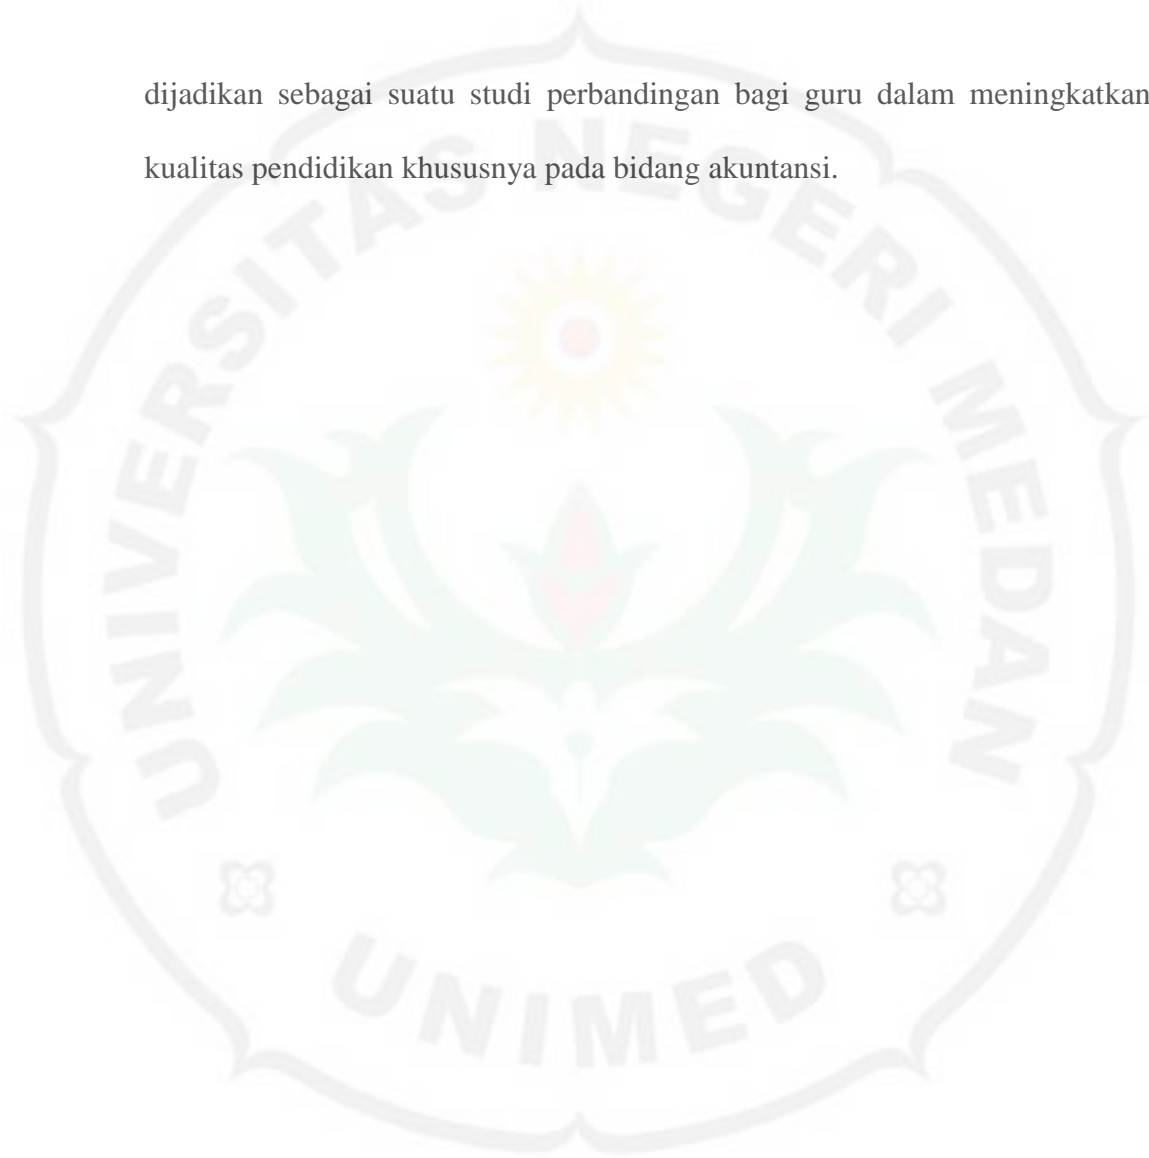 dijadikan sebagai suatu studi perbandingan bagi guru dalam meningkatkan
kualitas pendidikan khususnya pada bidang akuntansi.
UNIVERSITAS NEGERI MEDAN
UNIMED